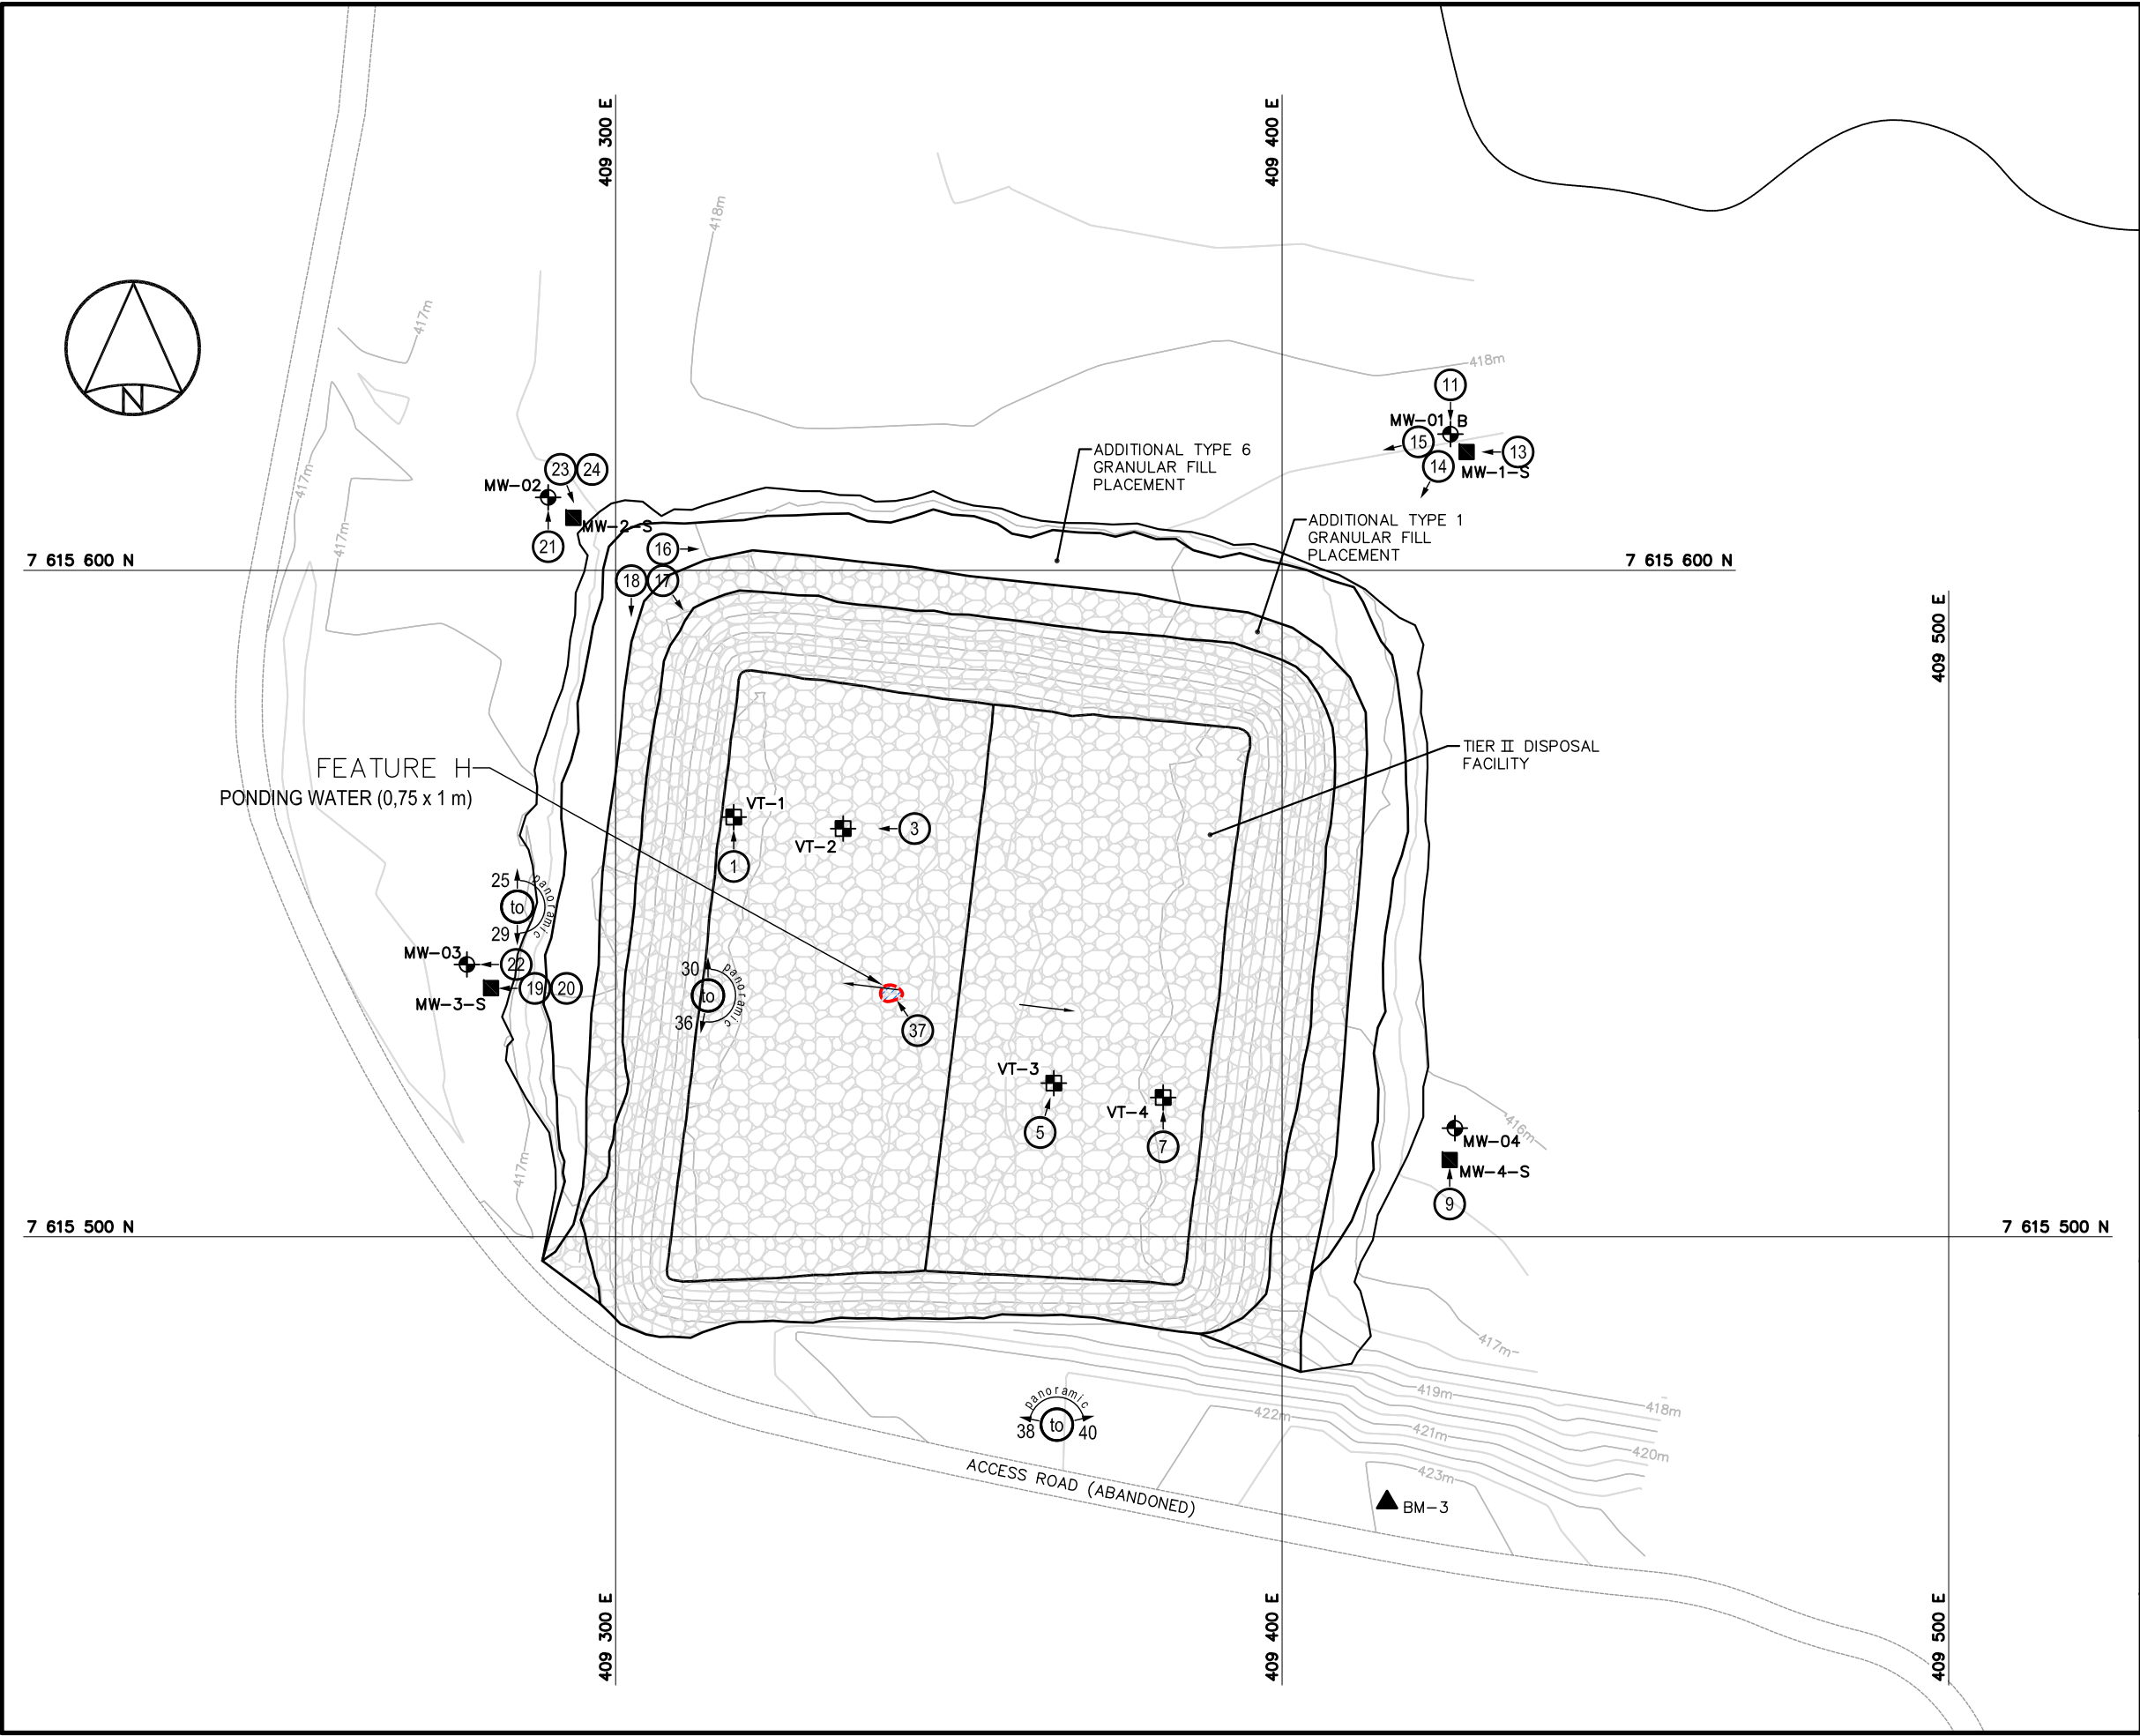 409 300 E
409 400 E
418m
417m
418m
11
MW-01 B
15
13
14
MW-1-S
ADDITIONAL TYPE 6
GRANULAR FILL
PLACEMENT
23
24
417m
MW-02
MW-2-S
21
417m
16
ADDITIONAL TYPE 1
GRANULAR FILL
PLACEMENT
7 615 600 N
7 615 600 N
18
17
409 500 E
N
TIER II DISPOSAL
FACILITY
FEATURE H
PONDING WATER (0,75 x 1 m)
VT-1
VT-2
3
1
25
to
29
panoramic
MW-03
22
19
20
MW-3-S
30
to
36
panoramic
37
VT-3
VT-4
5
7
416m
MW-04
MW-4-S
9
417m
7 615 500 N
7 615 500 N
417m
419m
418m
422m
421m
420m
423m
panoramic
38
to
40
ACCESS ROAD (ABANDONED)
BM-3
409 300 E
409 400 E
409 500 E